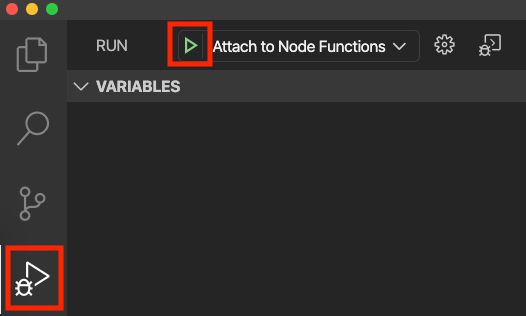 RUN
Attach to Node Functions
VARIABLES